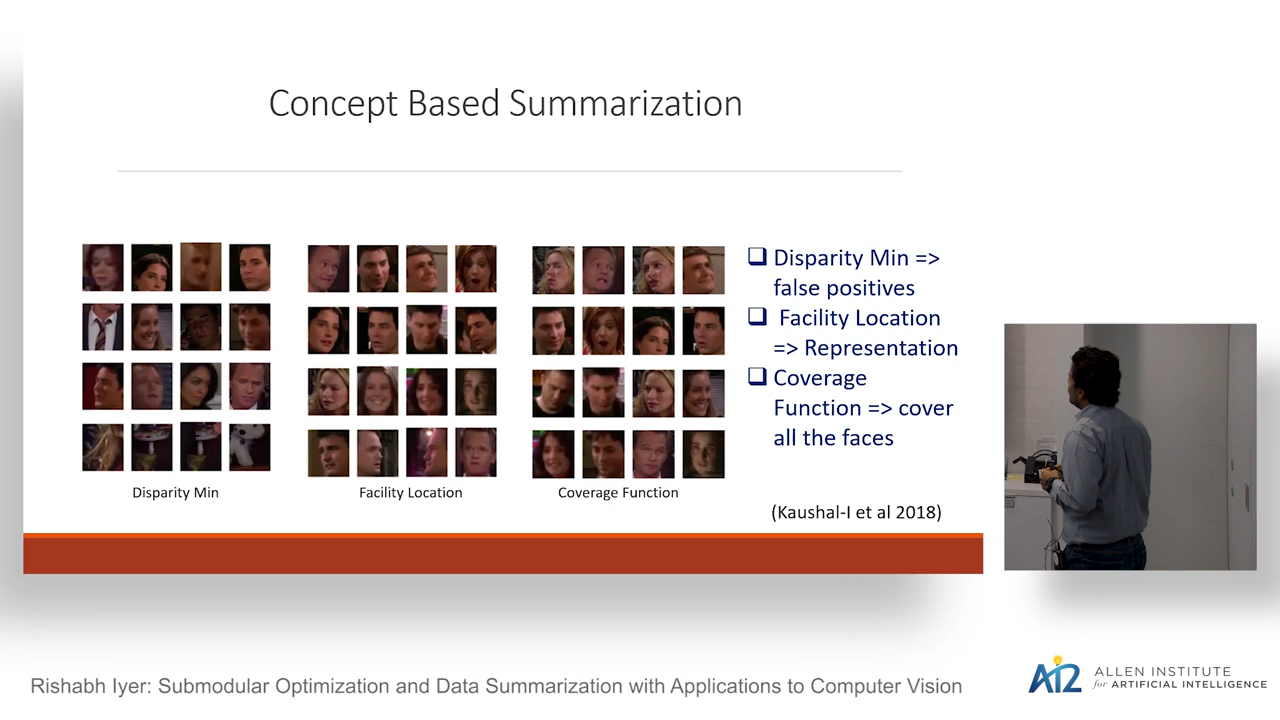 Concept Based Summarization
❑ Disparity Min =>
false positives
❑ Facility Location
=> Representation
❑ Coverage
Function => cover
all the faces
Disparity Min
Facility Location
Coverage Function
(Kaushal-I et al 2018)
Rishabh Iyer: Submodular Optimization and Data Summarization with Applications to Computer Vision
AI2
ALLEN INSTITUTE
for ARTIFICIAL INTELLIGENCE